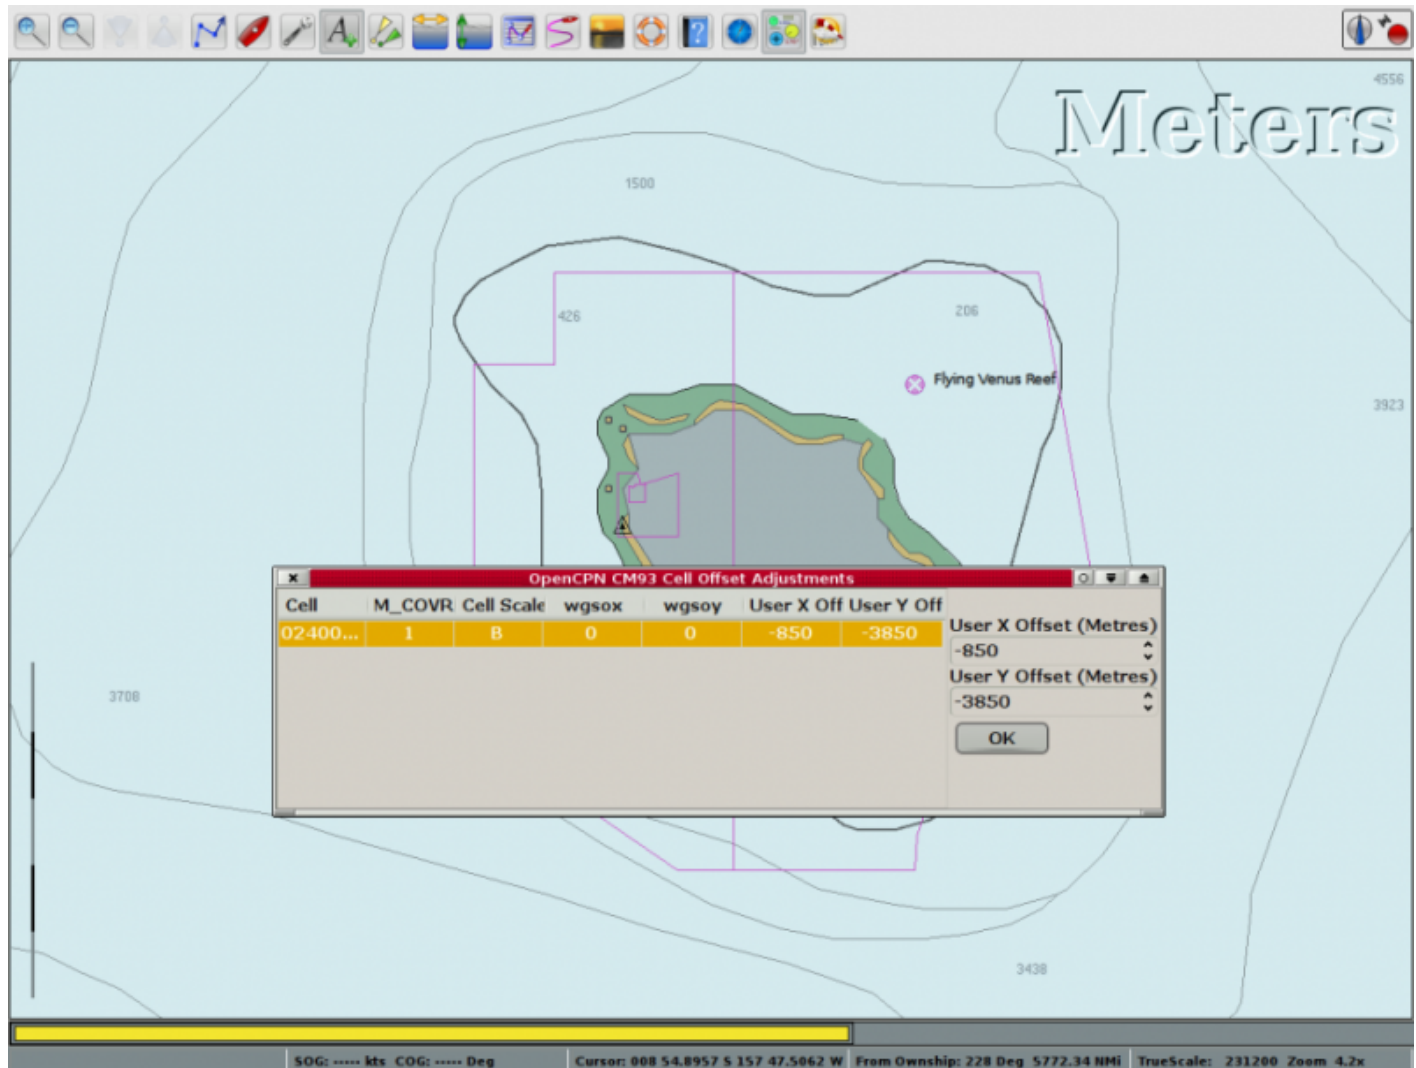 4556
Meters
1500
426
206
Flying Venus Reef
3923
OpenCPN CM93 Cell Offset Adjustments
Cell M_COVR Cell Scale wgsox wgsoy User X Off User Y Off
02400... 1 B 0 0 -850 -3850
User X Offset (Metres)
-850
User Y Offset (Metres)
-3850
OK
3708
3438
SOG: ----- kts COG: ----- Deg Cursor: 008 54.8957 S 157 47.5062 W From Ownship: 228 Deg 5772.34 NMi TrueScale: 231200 Zoom 4.2x